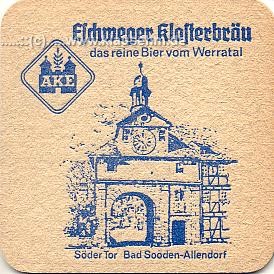 Eschweger Klosterbräu
das reine Bier vom Werratal
AKE
Söder Tor Bad Sooden-Allendorf